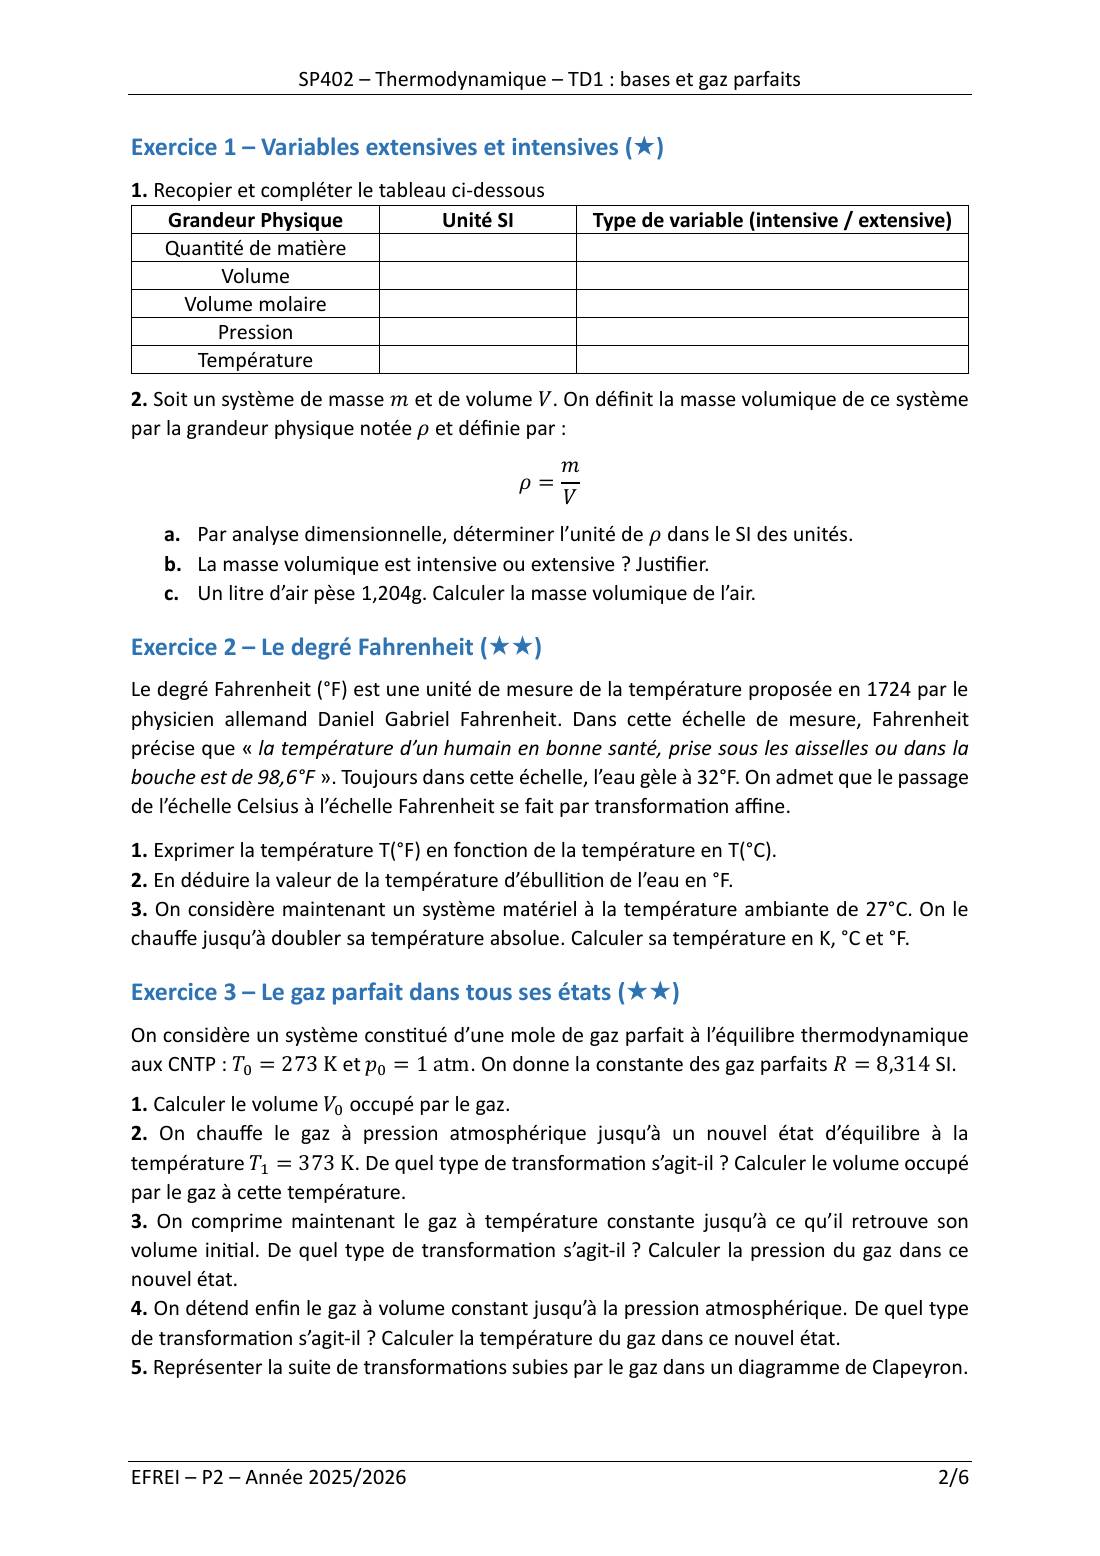 SP402 – Thermodynamique – TD1 : bases et gaz parfaits
Exercice 1 – Variables extensives et intensives (★)
1. Recopier et compléter le tableau ci-dessous
Grandeur Physique Unité SI Type de variable (intensive / extensive)
Quantité de matière
Volume
Volume molaire
Pression
Température
2. Soit un système de masse m et de volume V. On définit la masse volumique de ce système
par la grandeur physique notée ρ et définie par :
ρ = m/V
a. Par analyse dimensionnelle, déterminer l’unité de ρ dans le SI des unités.
b. La masse volumique est intensive ou extensive ? Justifier.
c. Un litre d’air pèse 1,204g. Calculer la masse volumique de l’air.
Exercice 2 – Le degré Fahrenheit (★★)
Le degré Fahrenheit (°F) est une unité de mesure de la température proposée en 1724 par le
physicien allemand Daniel Gabriel Fahrenheit. Dans cette échelle de mesure, Fahrenheit
précise que « la température d’un humain en bonne santé, prise sous les aisselles ou dans la
bouche est de 98,6°F ». Toujours dans cette échelle, l’eau gèle à 32°F. On admet que le passage
de l’échelle Celsius à l’échelle Fahrenheit se fait par transformation affine.
1. Exprimer la température T(°F) en fonction de la température en T(°C).
2. En déduire la valeur de la température d’ébullition de l’eau en °F.
3. On considère maintenant un système matériel à la température ambiante de 27°C. On le
chauffe jusqu’à doubler sa température absolue. Calculer sa température en K, °C et °F.
Exercice 3 – Le gaz parfait dans tous ses états (★★)
On considère un système constitué d’une mole de gaz parfait à l’équilibre thermodynamique
aux CNTP : T₀ = 273 K et p₀ = 1 atm. On donne la constante des gaz parfaits R = 8,314 SI.
1. Calculer le volume V₀ occupé par le gaz.
2. On chauffe le gaz à pression atmosphérique jusqu’à un nouvel état d’équilibre à la
température T₁ = 373 K. De quel type de transformation s’agit-il ? Calculer le volume occupé
par le gaz à cette température.
3. On comprime maintenant le gaz à température constante jusqu’à ce qu’il retrouve son
volume initial. De quel type de transformation s’agit-il ? Calculer la pression du gaz dans ce
nouvel état.
4. On détend enfin le gaz à volume constant jusqu’à la pression atmosphérique. De quel type
de transformation s’agit-il ? Calculer la température du gaz dans ce nouvel état.
5. Représenter la suite de transformations subies par le gaz dans un diagramme de Clapeyron.
EFREI – P2 – Année 2025/2026 2/6